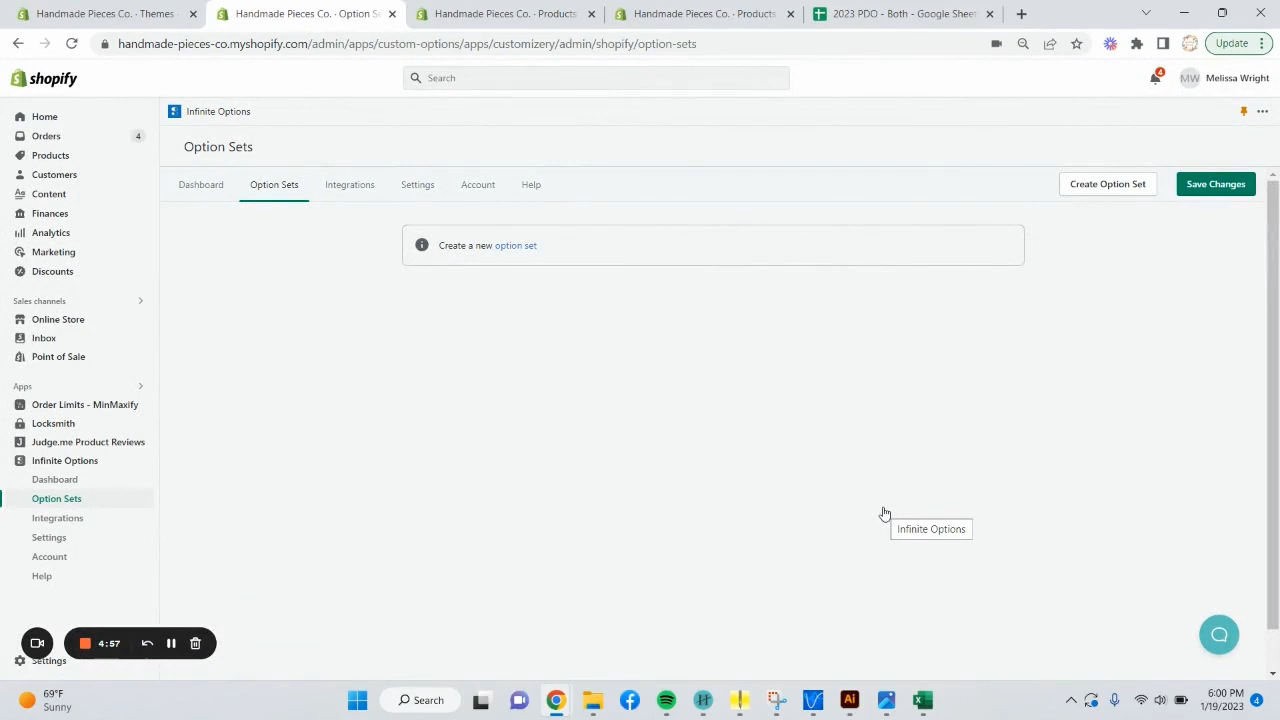 Handmade Pieces Co. · Themes
Handmade Pieces Co. · Option Se
Handmade Pieces Co. · Products
Handmade Pieces Co. · Products
2023 PDO - Both - Google Sheet
handmade-pieces-co.myshopify.com/admin/apps/custom-options/apps/customizery/admin/shopify/option-sets
Update
shopify
Search
4
MW
Melissa Wright
Home
Orders
4
Products
Customers
Content
Finances
Analytics
Marketing
Discounts
Sales channels
Online Store
Inbox
Point of Sale
Apps
Order Limits - MinMaxify
Locksmith
Judge.me Product Reviews
Infinite Options
Dashboard
Option Sets
Integrations
Settings
Account
Help
Settings
Infinite Options
Option Sets
Dashboard
Option Sets
Integrations
Settings
Account
Help
Create Option Set
Save Changes
Create a new option set
Infinite Options
4:57
69°F
Sunny
Search
Ai
6:00 PM
1/19/2023
4